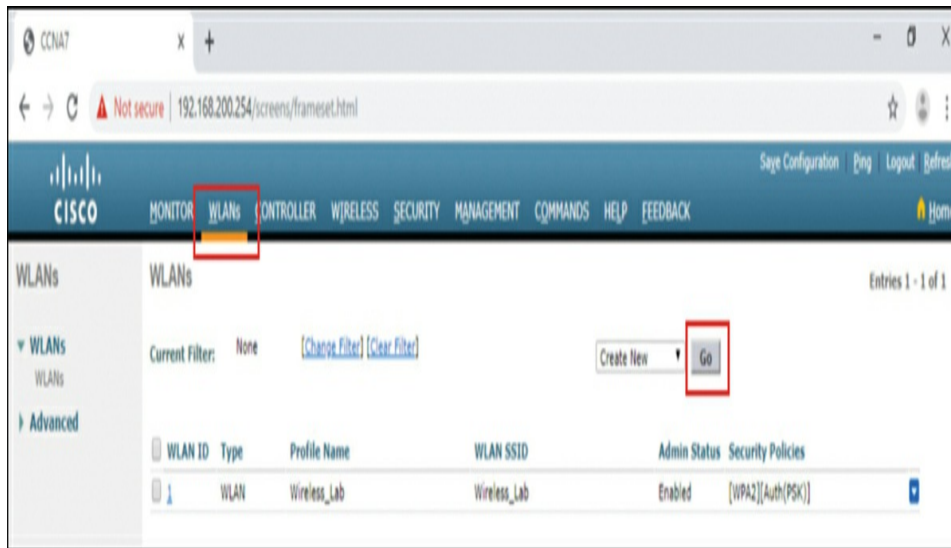 CCNA7
Not secure 192.168.200.254/screens/frameset.html
Save Configuration Ping Logout Refres
CISCO MONITOR WLANs CONTROLLER WIRELESS SECURITY MANAGEMENT COMMANDS HELP FEEDBACK Hom
WLANs
WLANs
WLANs
Advanced
WLANs
Entries 1 - 1 of 1
Current Filter: None [Change Filter] [Clear Filter] Create New Go
WLAN ID Type Profile Name WLAN SSID Admin Status Security Policies
1 WLAN Wireless_Lab Wireless_Lab Enabled [WPA2][Auth(PSK)]